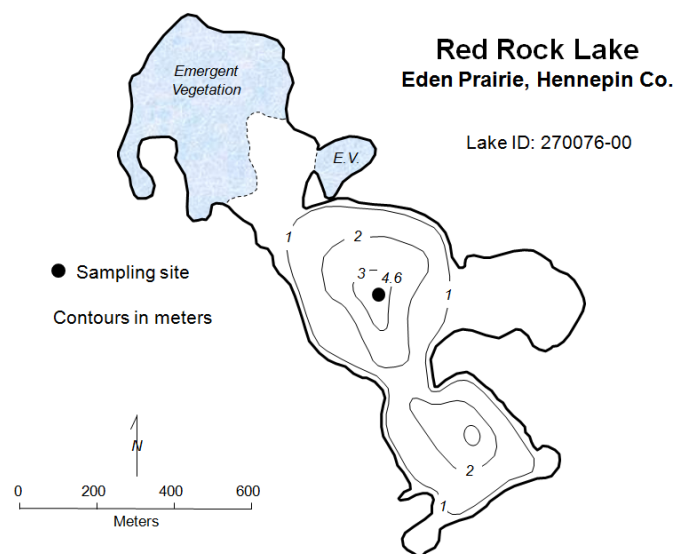 Red Rock Lake
Eden Prairie, Hennepin Co.
Lake ID: 270076-00
Emergent
Vegetation
E.V.
1
2
3
4.6
1
Sampling site
Contours in meters
2
1
N
0 200 400 600
Meters